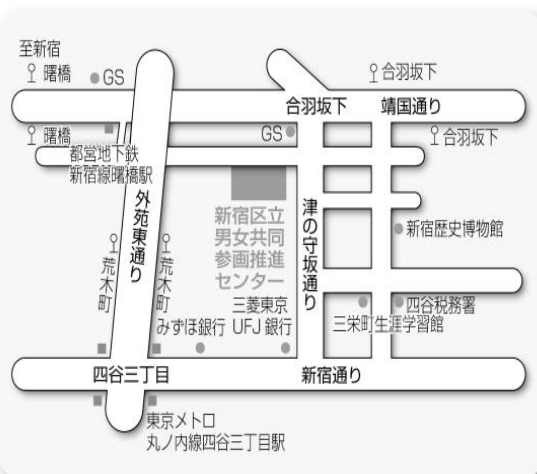 至新宿
曙橋
GS
合羽坂下
合羽坂下
靖国通り
曙橋
GS
合羽坂下
都営地下鉄
新宿線曙橋駅
外苑東通り
新宿区立
男女共同
参画推進
センター
津の守坂通り
新宿歴史博物館
荒木町
荒木町
三菱東京
UFJ 銀行
みずほ銀行
四谷税務署
三栄町生涯学習館
四谷三丁目
新宿通り
東京メトロ
丸ノ内線四谷三丁目駅